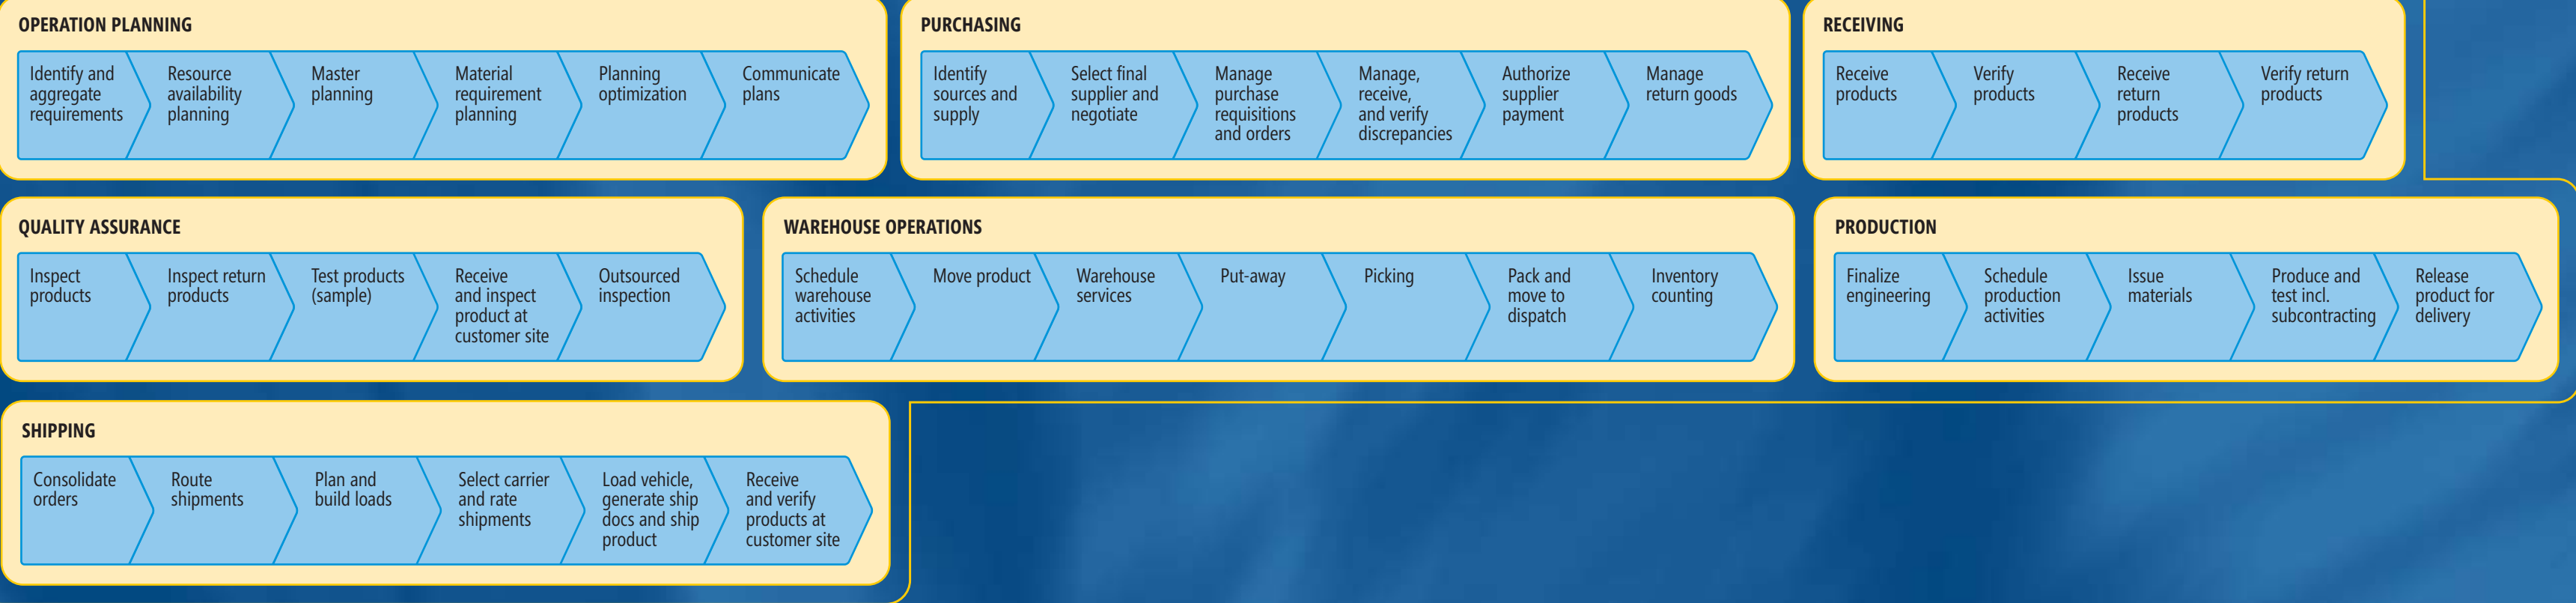 OPERATION PLANNING
Identify and
aggregate
requirements
Resource
availability
planning
Master
planning
Material
requirement
planning
Planning
optimization
Communicate
plans
PURCHASING
Identify
sources and
supply
Select final
supplier and
negotiate
Manage
purchase
requisitions
and orders
Manage,
receive,
and verify
discrepancies
Authorize
supplier
payment
Manage
return goods
RECEIVING
Receive
products
Verify
products
Receive
return
products
Verify return
products
QUALITY ASSURANCE
Inspect
products
Inspect return
products
Test products
(sample)
Receive
and inspect
product at
customer site
Outsourced
inspection
WAREHOUSE OPERATIONS
Schedule
warehouse
activities
Move product
Warehouse
services
Put-away
Picking
Pack and
move to
dispatch
Inventory
counting
PRODUCTION
Finalize
engineering
Schedule
production
activities
Issue
materials
Produce and
test incl.
subcontracting
Release
product for
delivery
SHIPPING
Consolidate
orders
Route
shipments
Plan and
build loads
Select carrier
and rate
shipments
Load vehicle,
generate ship
docs and ship
product
Receive
and verify
products at
customer site